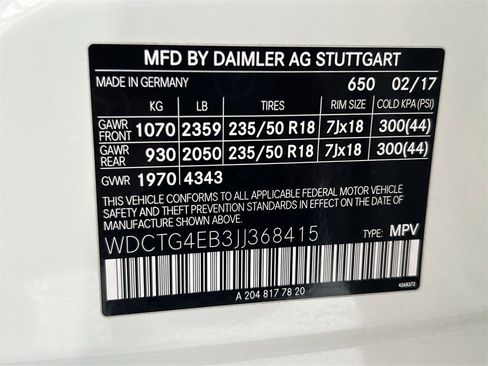 MFD BY DAIMLER AG STUTTGART
MADE IN GERMANY 650 02/17
KG LB TIRES RIM SIZE COLD KPA (PSI)
GAWR FRONT 1070 2359 235/50 R18 7Jx18 300(44)
GAWR REAR 930 2050 235/50 R18 7Jx18 300(44)
GVWR 1970 4343
THIS VEHICLE CONFORMS TO ALL APPLICABLE FEDERAL MOTOR VEHICLE
SAFETY AND THEFT PREVENTION STANDARDS IN EFFECT ON THE DATE OF
MANUFACTURE SHOWN ABOVE.
WDCTG4EB3JJ368415 TYPE: MPV
A 204 817 78 20
4368372